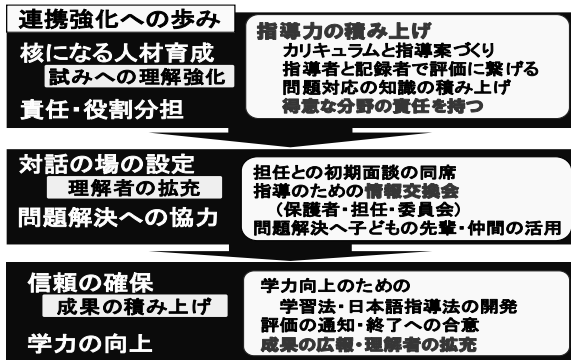 連携強化への歩み
核になる人材育成
試みへの理解強化
責任・役割分担
指導力の積み上げ
カリキュラムと指導案づくり
指導者と記録者で評価に繋げる
問題対応の知識の積み上げ
得意な分野の責任を持つ
対話の場の設定
理解者の拡充
問題解決への協力
担任との初期面談の同席
指導のための情報交換会
（保護者・担任・委員会）
問題解決へ子どもの先輩・仲間の活用
信頼の確保
成果の積み上げ
学力の向上
学力向上のための
学習法・日本語指導法の開発
評価の通知・終了への合意
成果の広報・理解者の拡充